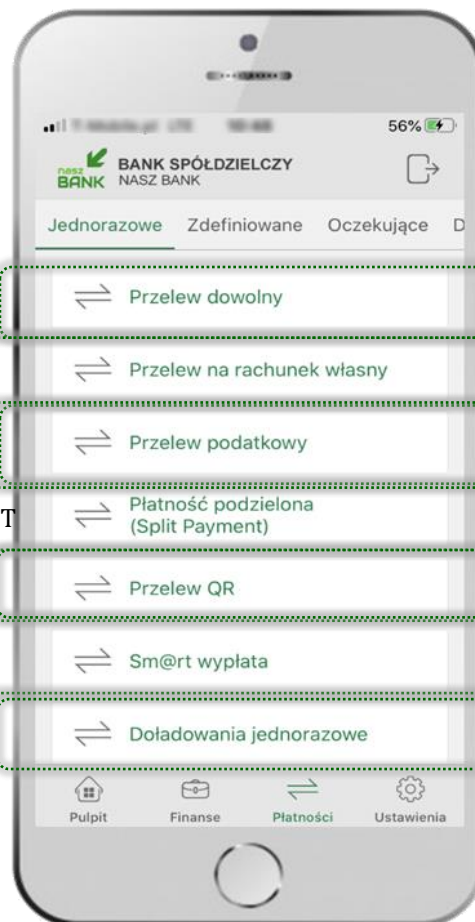 56%
nasz
BANK
BANK SPÓŁDZIELCZY
NASZ BANK
Jednorazowe Zdefiniowane Oczekujące D
Przelew dowolny
Przelew na rachunek własny
Przelew podatkowy
T
Płatność podzielona
(Split Payment)
Przelew QR
Sm@rt wypłata
Doładowania jednorazowe
Pulpit Finanse Płatności Ustawienia